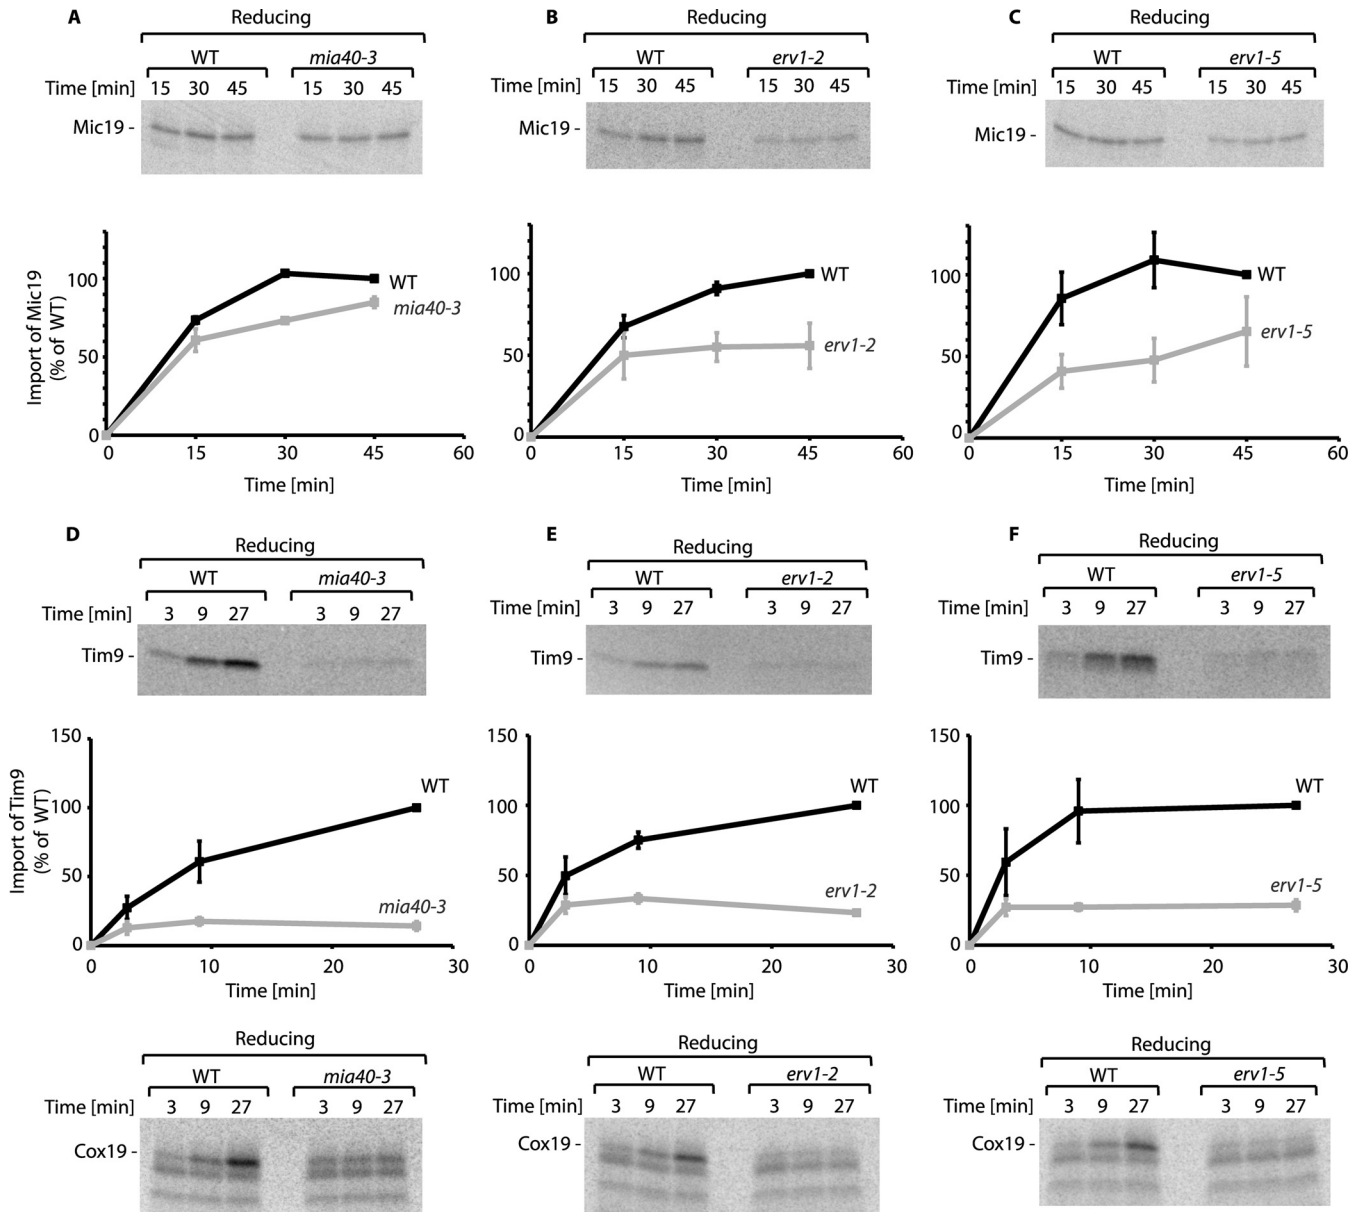 A
Reducing
WT
mia40-3
Time [min] 15 30 45 15 30 45
Mic19 -
B
Reducing
WT
erv1-2
Time [min] 15 30 45 15 30 45
Mic19 -
C
Reducing
WT
erv1-5
Time [min] 15 30 45 15 30 45
Mic19 -
Import of Mic19
(% of WT)
100
50
0
WT
mia40-3
0 15 30 45 60
Time [min]
100
50
0
WT
erv1-2
0 15 30 45 60
Time [min]
100
50
0
WT
erv1-5
0 15 30 45 60
Time [min]
D
Reducing
WT
mia40-3
Time [min] 3 9 27 3 9 27
Tim9 -
E
Reducing
WT
erv1-2
Time [min] 3 9 27 3 9 27
Tim9 -
F
Reducing
WT
erv1-5
Time [min] 3 9 27 3 9 27
Tim9 -
Import of Tim9
(% of WT)
150
100
50
0
WT
mia40-3
0 10 20 30
Time [min]
150
100
50
0
WT
erv1-2
0 10 20 30
Time [min]
150
100
50
0
WT
erv1-5
0 10 20 30
Time [min]
Reducing
WT
mia40-3
Time [min] 3 9 27 3 9 27
Cox19 -
Reducing
WT
erv1-2
Time [min] 3 9 27 3 9 27
Cox19 -
Reducing
WT
erv1-5
Time [min] 3 9 27 3 9 27
Cox19 -